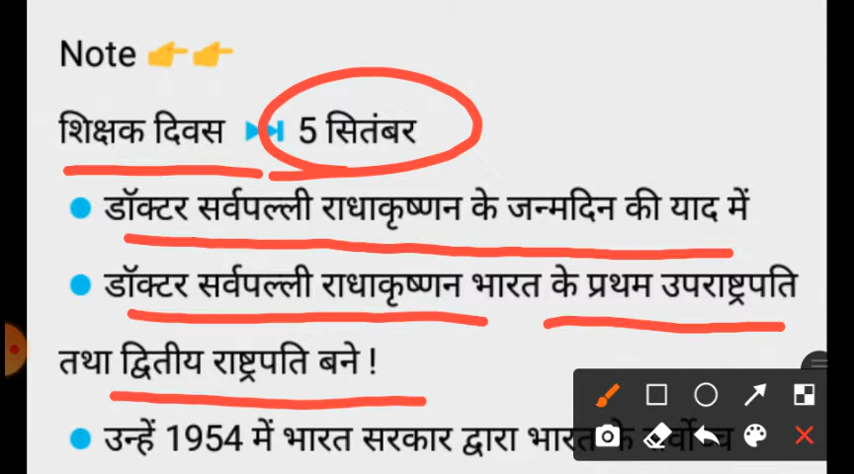 Note 👉👉
शिक्षक दिवस ⏭ 5 सितंबर
डॉक्टर सर्वपल्ली राधाकृष्णन के जन्मदिन की याद में
डॉक्टर सर्वपल्ली राधाकृष्णन भारत के प्रथम उपराष्ट्रपति
तथा द्वितीय राष्ट्रपति बने !
उन्हें 1954 में भारत सरकार द्वारा भारत के